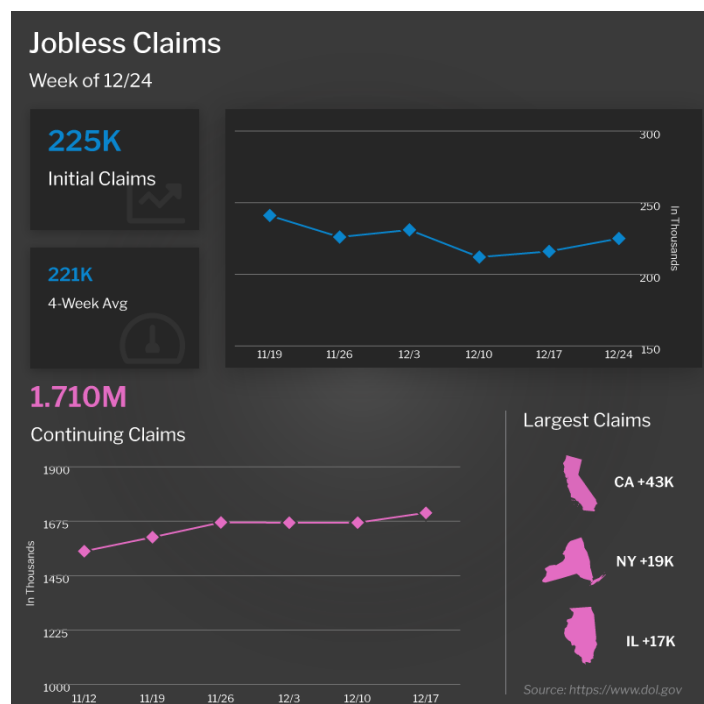 Jobless Claims
Week of 12/24
225K
Initial Claims
221K
4-Week Avg
300
250
200
150
In Thousands
11/19 11/26 12/3 12/10 12/17 12/24
1.710M
Continuing Claims
1900
1675
1450
1225
1000
In Thousands
11/12 11/19 11/26 12/3 12/10 12/17
Largest Claims
CA +43K
NY +19K
IL +17K
Source: https://www.dol.gov